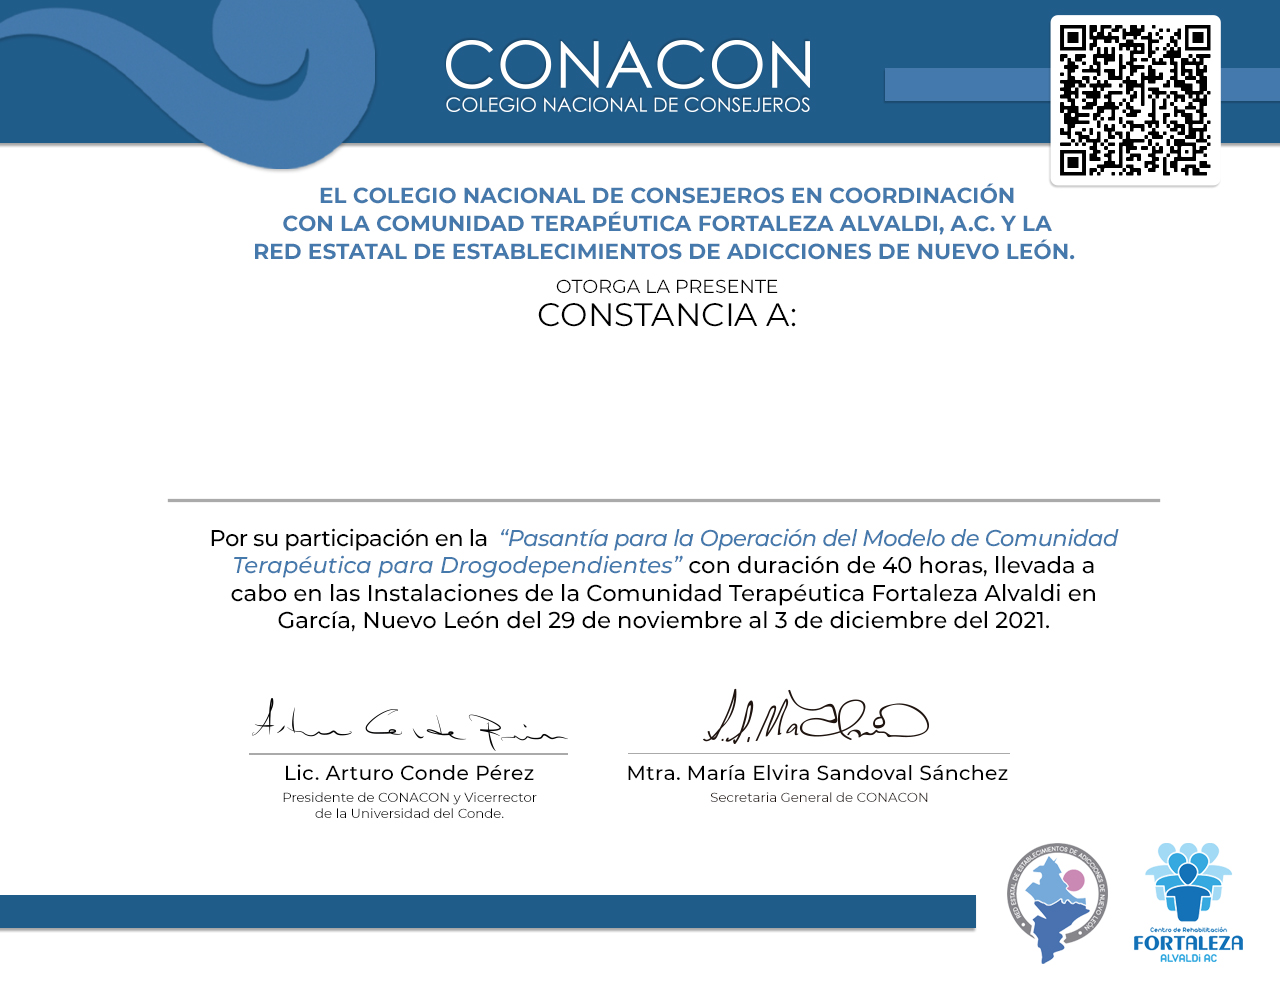 CONACON
COLEGIO NACIONAL DE CONSEJEROS
EL COLEGIO NACIONAL DE CONSEJEROS EN COORDINACIÓN
CON LA COMUNIDAD TERAPÉUTICA FORTALEZA ALVALDI, A.C. Y LA
RED ESTATAL DE ESTABLECIMIENTOS DE ADICCIONES DE NUEVO LEÓN.
OTORGA LA PRESENTE
CONSTANCIA A:
Por su participación en la “Pasantía para la Operación del Modelo de Comunidad
Terapéutica para Drogodependientes” con duración de 40 horas, llevada a
cabo en las Instalaciones de la Comunidad Terapéutica Fortaleza Alvaldi en
García, Nuevo León del 29 de noviembre al 3 de diciembre del 2021.
Lic. Arturo Conde Pérez
Presidente de CONACON y Vicerrector
de la Universidad del Conde.
Mtra. María Elvira Sandoval Sánchez
Secretaria General de CONACON
RED ESTATAL DE ESTABLECIMIENTOS DE ADICCIONES DE NUEVO LEÓN
Centro de Rehabilitación
FORTALEZA
ALVALDi AC